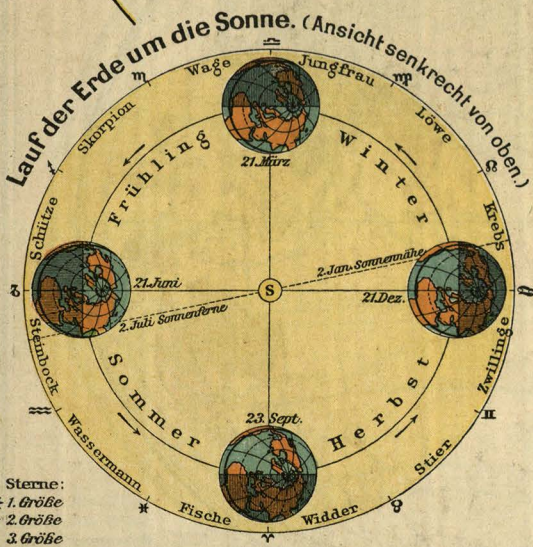 Lauf der Erde um die Sonne. (Ansicht senkrecht von oben.)
♎
Wage
Jungfrau
♏
♍
Skorpion
Löwe
21. März
Frühling
Winter
♌
Schütze
Krebs
2. Jan. Sonnennähe
21. Juni
S
21. Dez.
♑
2. Juli Sonnenferne
Steinbock
Zwillinge
Sommer
Herbst
♒
♊
23. Sept.
Wassermann
Stier
Sterne:
1. Größe
2. Größe
3. Größe
♓
Fische
Widder
♉
♈